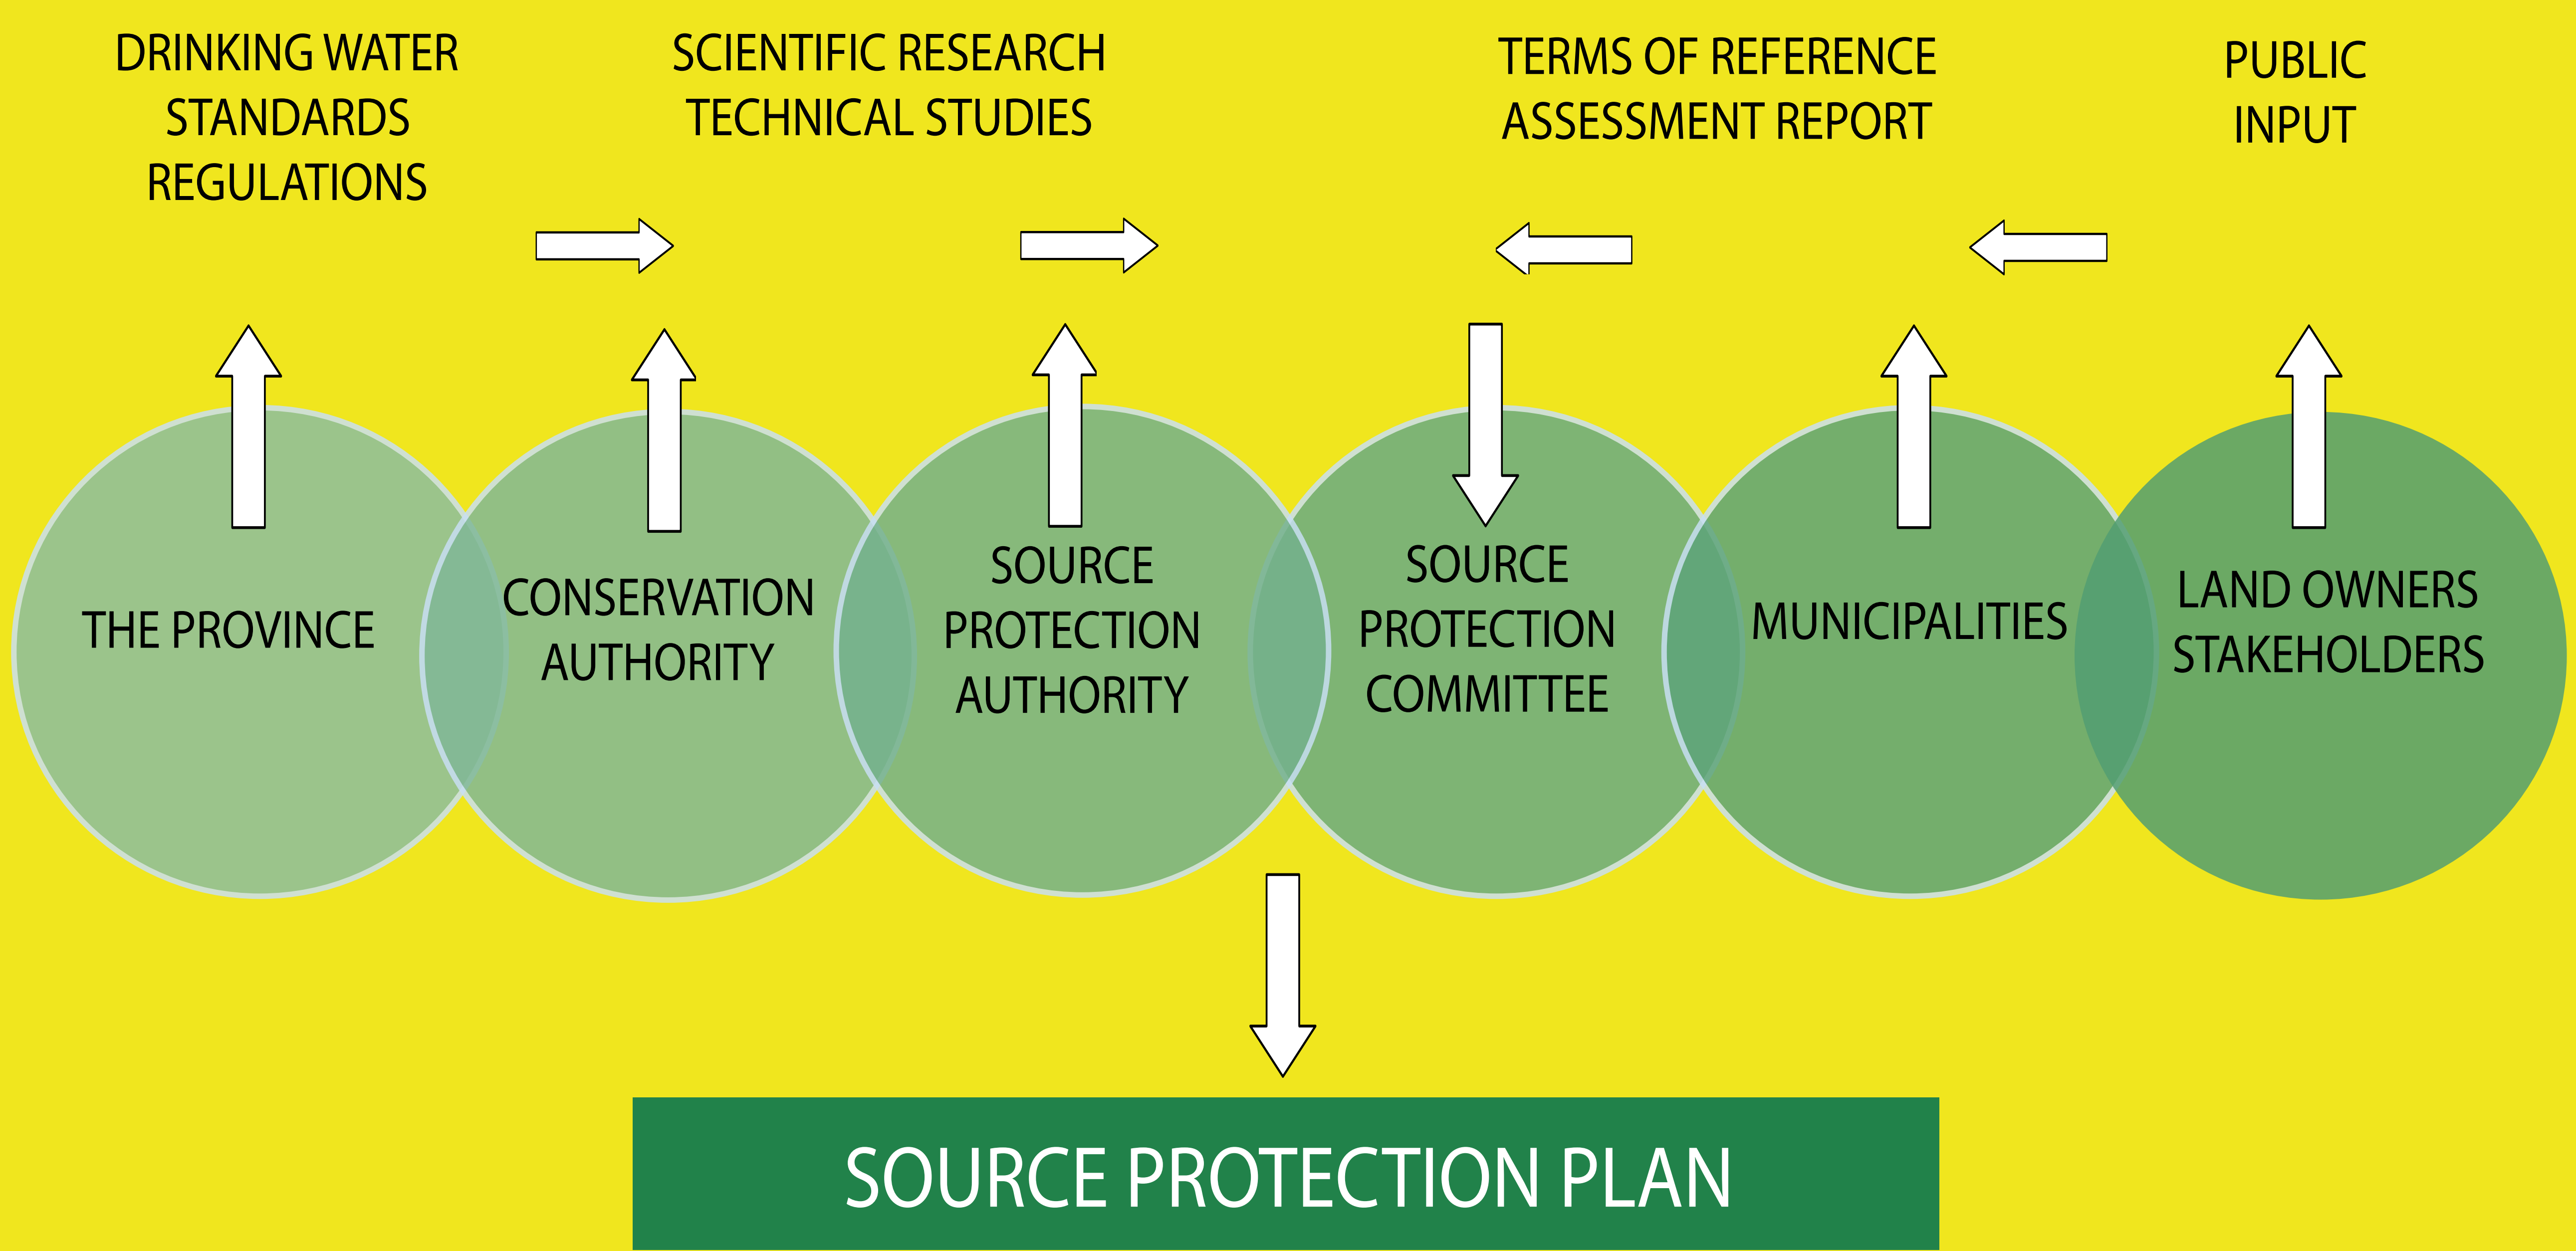 DRINKING WATER
STANDARDS
REGULATIONS
SCIENTIFIC RESEARCH
TECHNICAL STUDIES
TERMS OF REFERENCE
ASSESSMENT REPORT
PUBLIC
INPUT
THE PROVINCE
CONSERVATION
AUTHORITY
SOURCE
PROTECTION
AUTHORITY
SOURCE
PROTECTION
COMMITTEE
MUNICIPALITIES
LAND OWNERS
STAKEHOLDERS
SOURCE PROTECTION PLAN